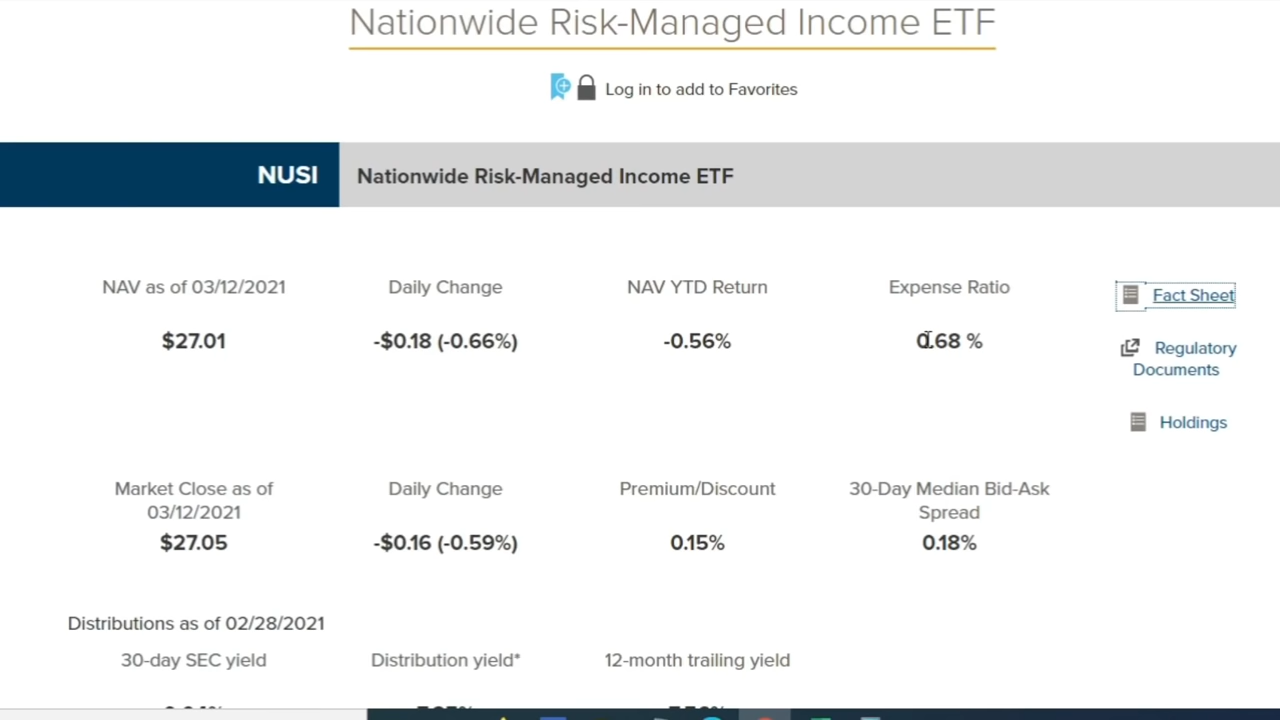 Nationwide Risk-Managed Income ETF
Log in to add to Favorites
NUSI
Nationwide Risk-Managed Income ETF
NAV as of 03/12/2021
$27.01
Daily Change
-$0.18 (-0.66%)
NAV YTD Return
-0.56%
Expense Ratio
0.68 %
Fact Sheet
Regulatory
Documents
Holdings
Market Close as of
03/12/2021
$27.05
Daily Change
-$0.16 (-0.59%)
Premium/Discount
0.15%
30-Day Median Bid-Ask
Spread
0.18%
Distributions as of 02/28/2021
30-day SEC yield
Distribution yield*
12-month trailing yield